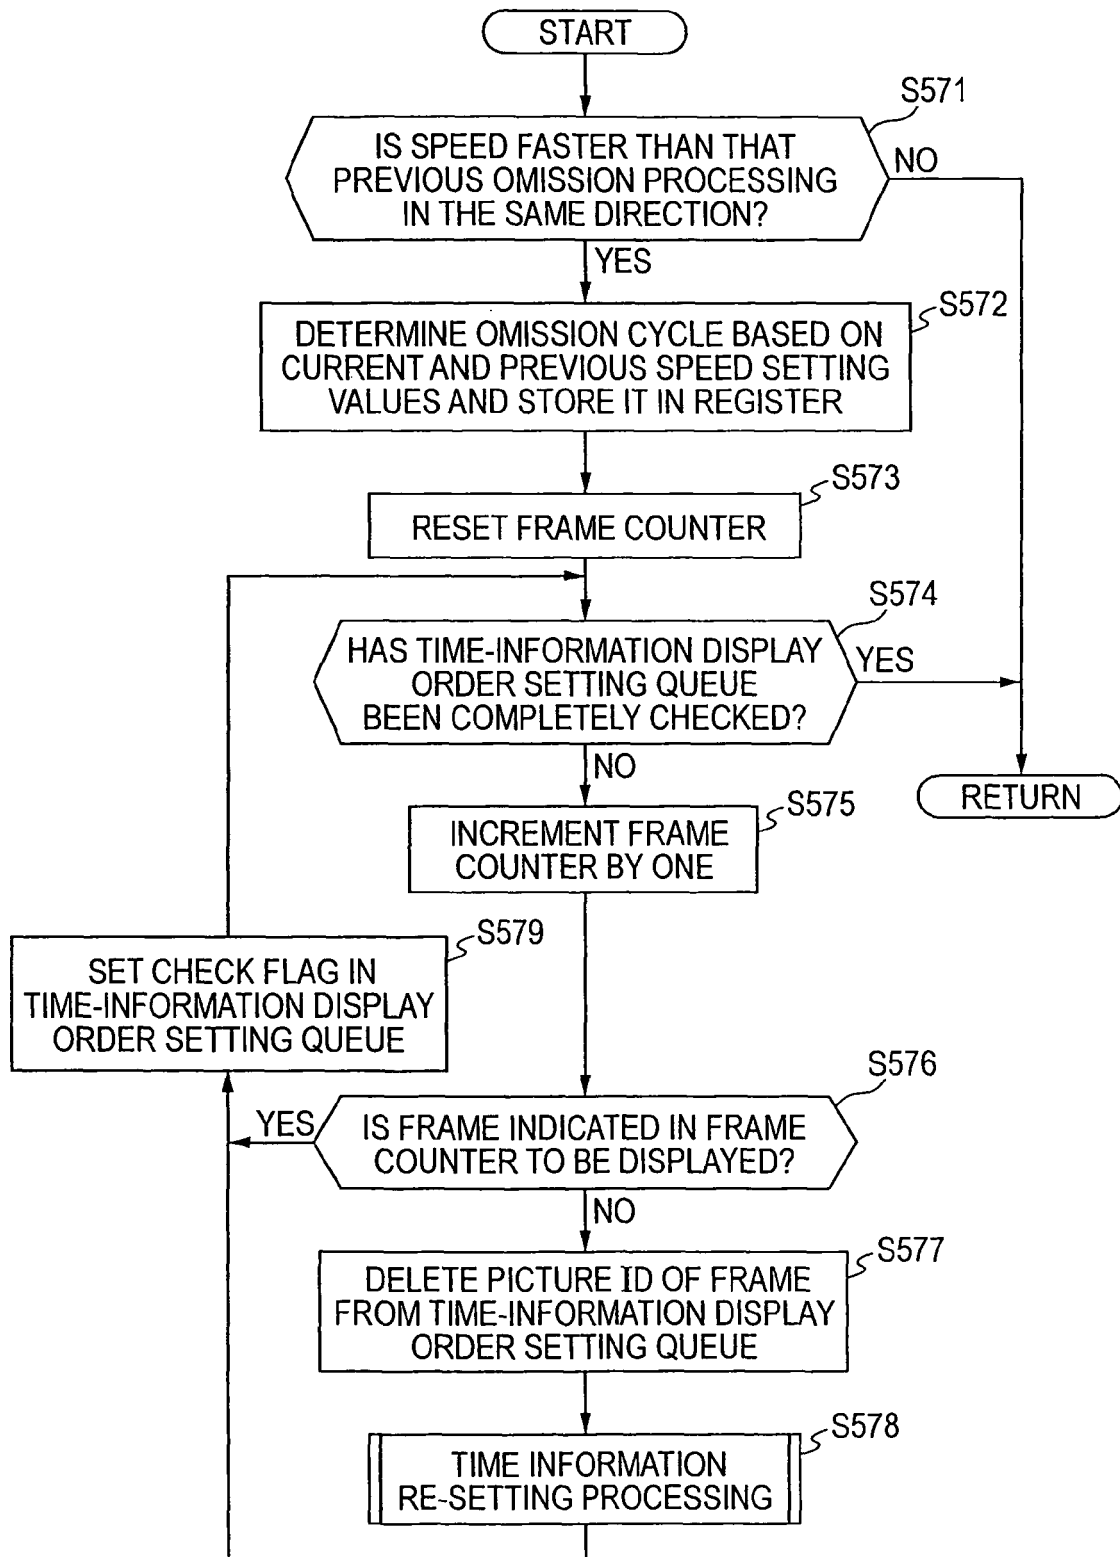 START
S571
IS SPEED FASTER THAN THAT
PREVIOUS OMISSION PROCESSING
IN THE SAME DIRECTION?
NO
YES
S572
DETERMINE OMISSION CYCLE BASED ON
CURRENT AND PREVIOUS SPEED SETTING
VALUES AND STORE IT IN REGISTER
S573
RESET FRAME COUNTER
S574
HAS TIME-INFORMATION DISPLAY
ORDER SETTING QUEUE
BEEN COMPLETELY CHECKED?
YES
NO
RETURN
S575
INCREMENT FRAME
COUNTER BY ONE
S579
SET CHECK FLAG IN
TIME-INFORMATION DISPLAY
ORDER SETTING QUEUE
S576
YES
IS FRAME INDICATED IN FRAME
COUNTER TO BE DISPLAYED?
NO
S577
DELETE PICTURE ID OF FRAME
FROM TIME-INFORMATION DISPLAY
ORDER SETTING QUEUE
S578
TIME INFORMATION
RE-SETTING PROCESSING